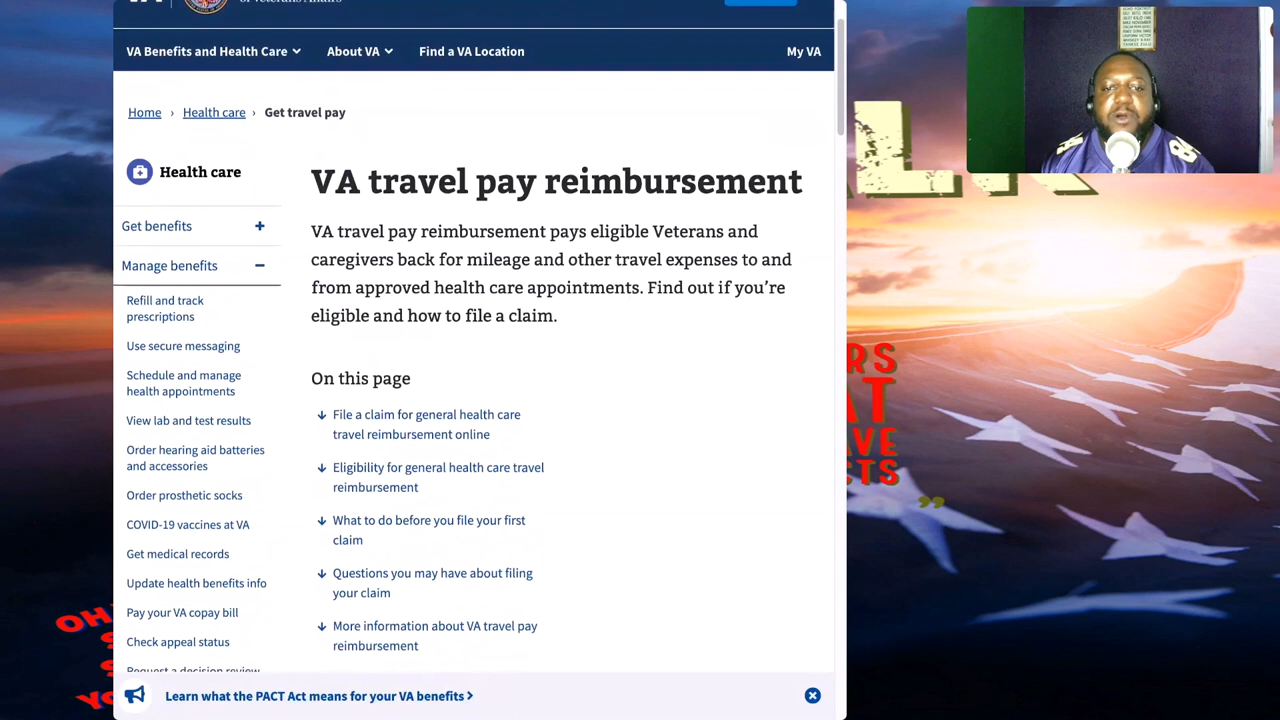 of Veterans Affairs
VA Benefits and Health Care
About VA
Find a VA Location
My VA
Home › Health care › Get travel pay
Health care
Get benefits
Manage benefits
Refill and track
prescriptions
Use secure messaging
Schedule and manage
health appointments
View lab and test results
Order hearing aid batteries
and accessories
Order prosthetic socks
COVID-19 vaccines at VA
Get medical records
Update health benefits info
Pay your VA copay bill
Check appeal status
Request a decision review
VA travel pay reimbursement
VA travel pay reimbursement pays eligible Veterans and
caregivers back for mileage and other travel expenses to and
from approved health care appointments. Find out if you’re
eligible and how to file a claim.
On this page
File a claim for general health care
travel reimbursement online
Eligibility for general health care travel
reimbursement
What to do before you file your first
claim
Questions you may have about filing
your claim
More information about VA travel pay
reimbursement
Learn what the PACT Act means for your VA benefits
84